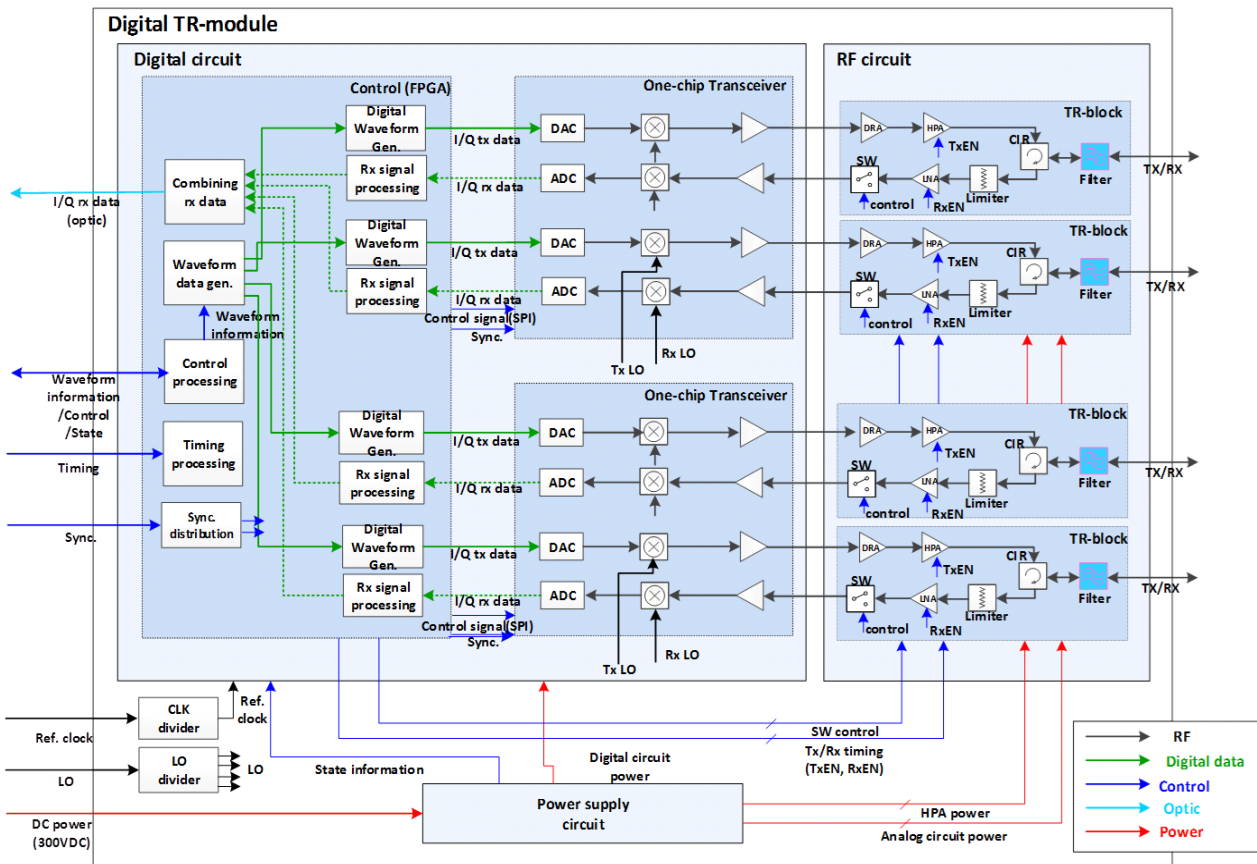 Digital TR-module
Digital circuit
RF circuit
Control (FPGA)
One-chip Transceiver
TR-block
Digital
Waveform
Gen.
I/Q tx data
DAC
DRA
HPA
TxEN
CIR
Rx signal
processing
I/Q rx data
ADC
SW
control
LNA
RxEN
Limiter
Filter
TX/RX
Combining
rx data
I/Q rx data
(optic)
TR-block
Digital
Waveform
Gen.
I/Q tx data
DAC
DRA
HPA
TxEN
CIR
Waveform
data gen.
Rx signal
processing
I/Q rx data
Control signal(SPI)
Sync.
ADC
SW
control
LNA
RxEN
Limiter
Filter
TX/RX
Waveform
information
Tx LO
Rx LO
Control
processing
Waveform
information
/Control
/State
One-chip Transceiver
TR-block
Digital
Waveform
Gen.
I/Q tx data
DAC
DRA
HPA
TxEN
CIR
Timing
processing
Timing
Rx signal
processing
I/Q rx data
ADC
SW
control
LNA
RxEN
Limiter
Filter
TX/RX
Sync.
distribution
Sync.
TR-block
Digital
Waveform
Gen.
I/Q tx data
DAC
DRA
HPA
TxEN
CIR
Rx signal
processing
I/Q rx data
Control signal(SPI)
Sync.
ADC
SW
control
LNA
RxEN
Limiter
Filter
TX/RX
Tx LO
Rx LO
CLK
divider
Ref. clock
Ref.
clock
LO
divider
LO
LO
State information
Digital circuit
power
SW control
Tx/Rx timing
(TxEN, RxEN)
Power supply
circuit
DC power
(300VDC)
HPA power
Analog circuit power
RF
Digital data
Control
Optic
Power